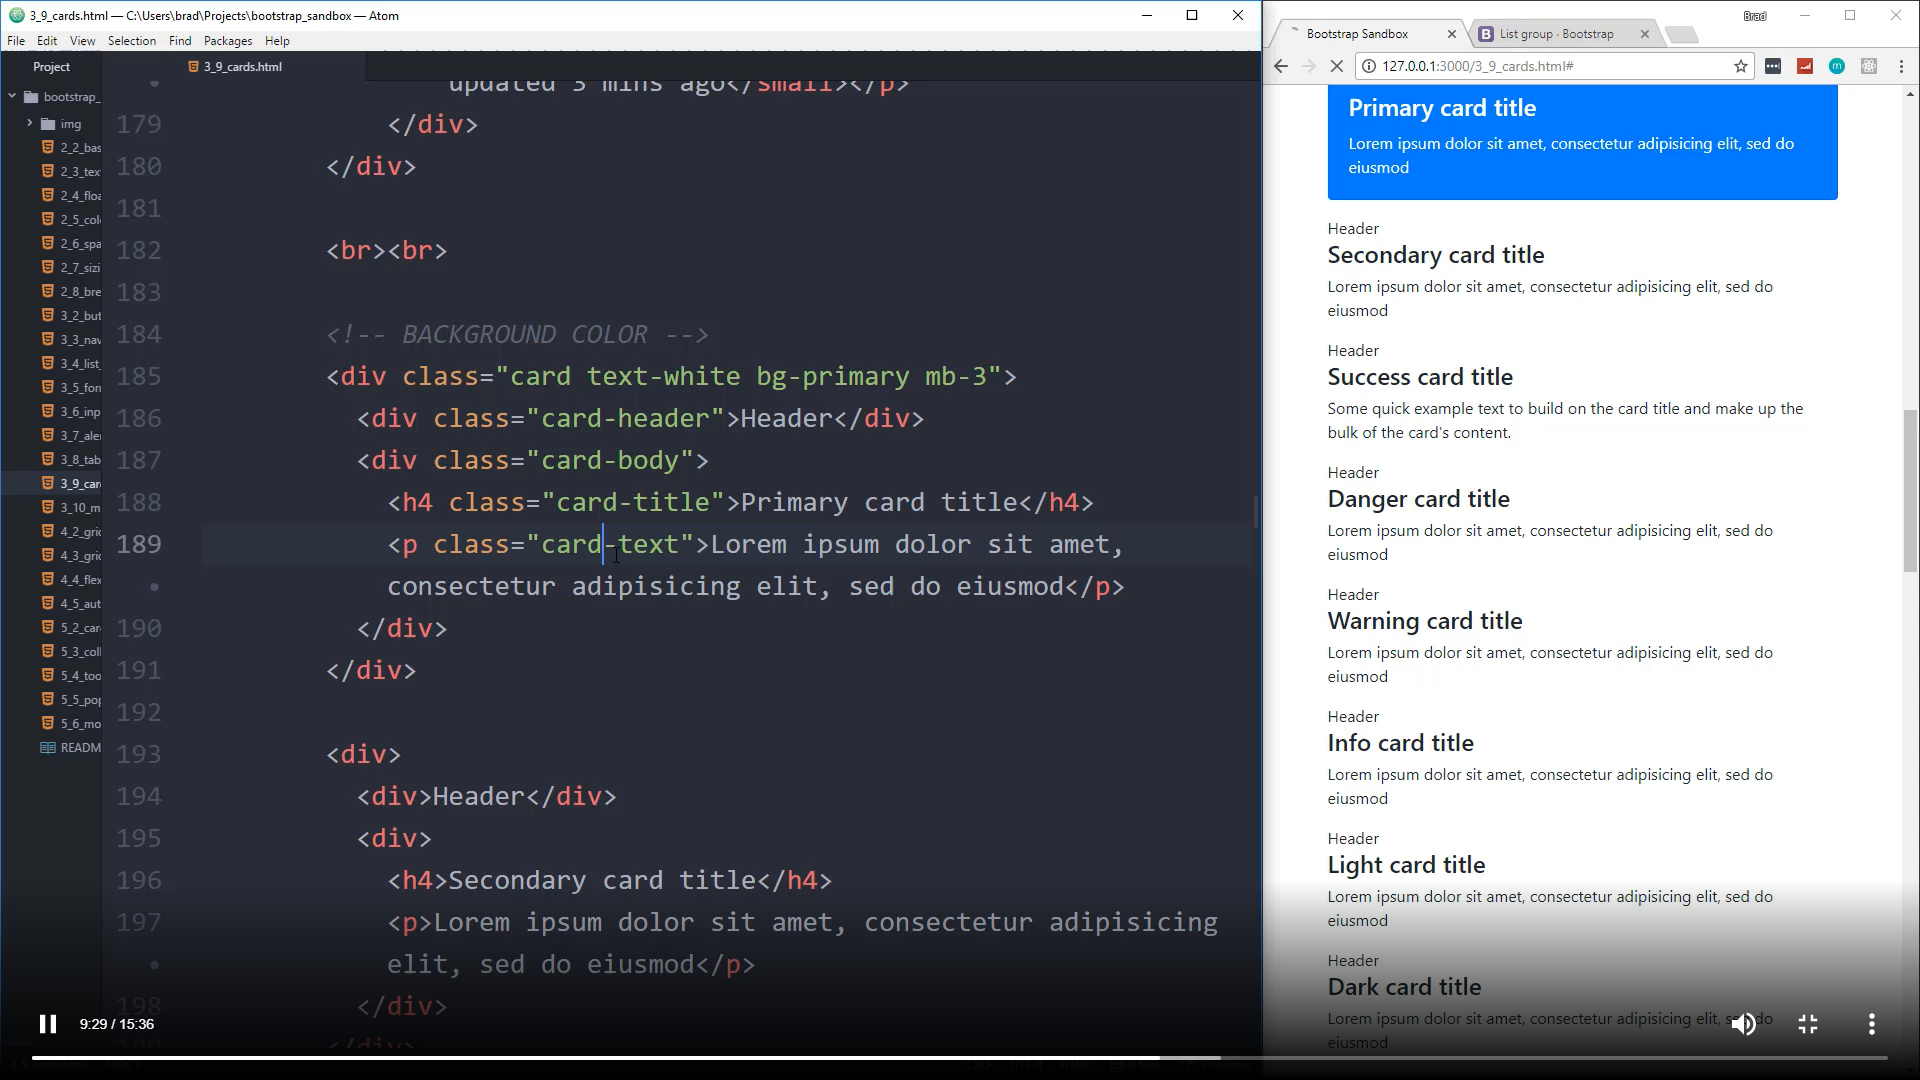 3_9_cards.html — C:\Users\brad\Projects\bootstrap_sandbox — Atom
File Edit View Selection Find Packages Help
Project
3_9_cards.html
bootstrap_
img
2_2_bas
2_3_tex
2_4_floa
2_5_colo
2_6_spa
2_7_sizi
2_8_bre
3_2_but
3_3_nav
3_4_list_
3_5_forn
3_6_inp
3_7_aler
3_8_tab
3_9_car
3_10_m
4_2_grid
4_3_grid
4_4_flex
4_5_aut
5_2_car
5_3_coll
5_4_too
5_5_pop
5_6_mo
READM
updated 3 mins ago</small></p>
179 </div>
180 </div>
181
182 <br><br>
183
184 <!-- BACKGROUND COLOR -->
185 <div class="card text-white bg-primary mb-3">
186 <div class="card-header">Header</div>
187 <div class="card-body">
188 <h4 class="card-title">Primary card title</h4>
189 <p class="card-text">Lorem ipsum dolor sit amet,
consectetur adipisicing elit, sed do eiusmod</p>
190 </div>
191 </div>
192
193 <div>
194 <div>Header</div>
195 <div>
196 <h4>Secondary card title</h4>
197 <p>Lorem ipsum dolor sit amet, consectetur adipisicing
elit, sed do eiusmod</p>
198 </div>
</div>
9:29 / 15:36
Brad
Bootstrap Sandbox
List group · Bootstrap
127.0.0.1:3000/3_9_cards.html#
Primary card title
Lorem ipsum dolor sit amet, consectetur adipisicing elit, sed do
eiusmod
Header
Secondary card title
Lorem ipsum dolor sit amet, consectetur adipisicing elit, sed do
eiusmod
Header
Success card title
Some quick example text to build on the card title and make up the
bulk of the card's content.
Header
Danger card title
Lorem ipsum dolor sit amet, consectetur adipisicing elit, sed do
eiusmod
Header
Warning card title
Lorem ipsum dolor sit amet, consectetur adipisicing elit, sed do
eiusmod
Header
Info card title
Lorem ipsum dolor sit amet, consectetur adipisicing elit, sed do
eiusmod
Header
Light card title
Lorem ipsum dolor sit amet, consectetur adipisicing elit, sed do
eiusmod
Header
Dark card title
Lorem ipsum dolor sit amet, consectetur adipisicing elit, sed do
eiusmod